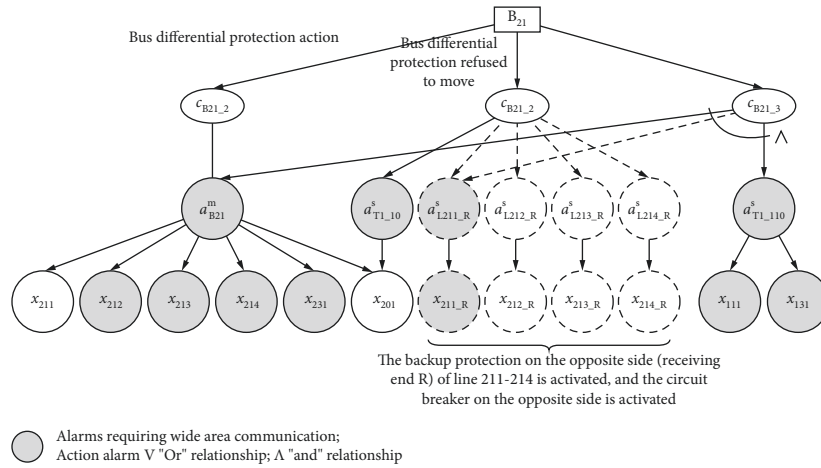 B21
Bus differential protection action
Bus differential
protection refused
to move
cB21_2
cB21_2
cB21_3
Λ
a^m_B21
a^s_T1_10
a^s_L211_R
a^s_L212_R
a^s_L213_R
a^s_L214_R
a^s_T1_110
x211
x212
x213
x214
x231
x201
x211_R
x212_R
x213_R
x214_R
x111
x131
The backup protection on the opposite side (receiving
end R) of line 211-214 is activated, and the circuit
breaker on the opposite side is activated
Alarms requiring wide area communication;
Action alarm V "Or" relationship; Λ "and" relationship